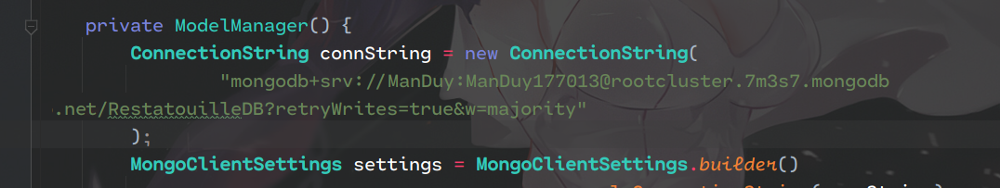 private ModelManager() {
ConnectionString connString = new ConnectionString(
"mongodb+srv://ManDuy:ManDuy177013@rootcluster.7m3s7.mongodb
.net/RestatouilleDB?retryWrites=true&w=majority"
);
MongoClientSettings settings = MongoClientSettings.builder()